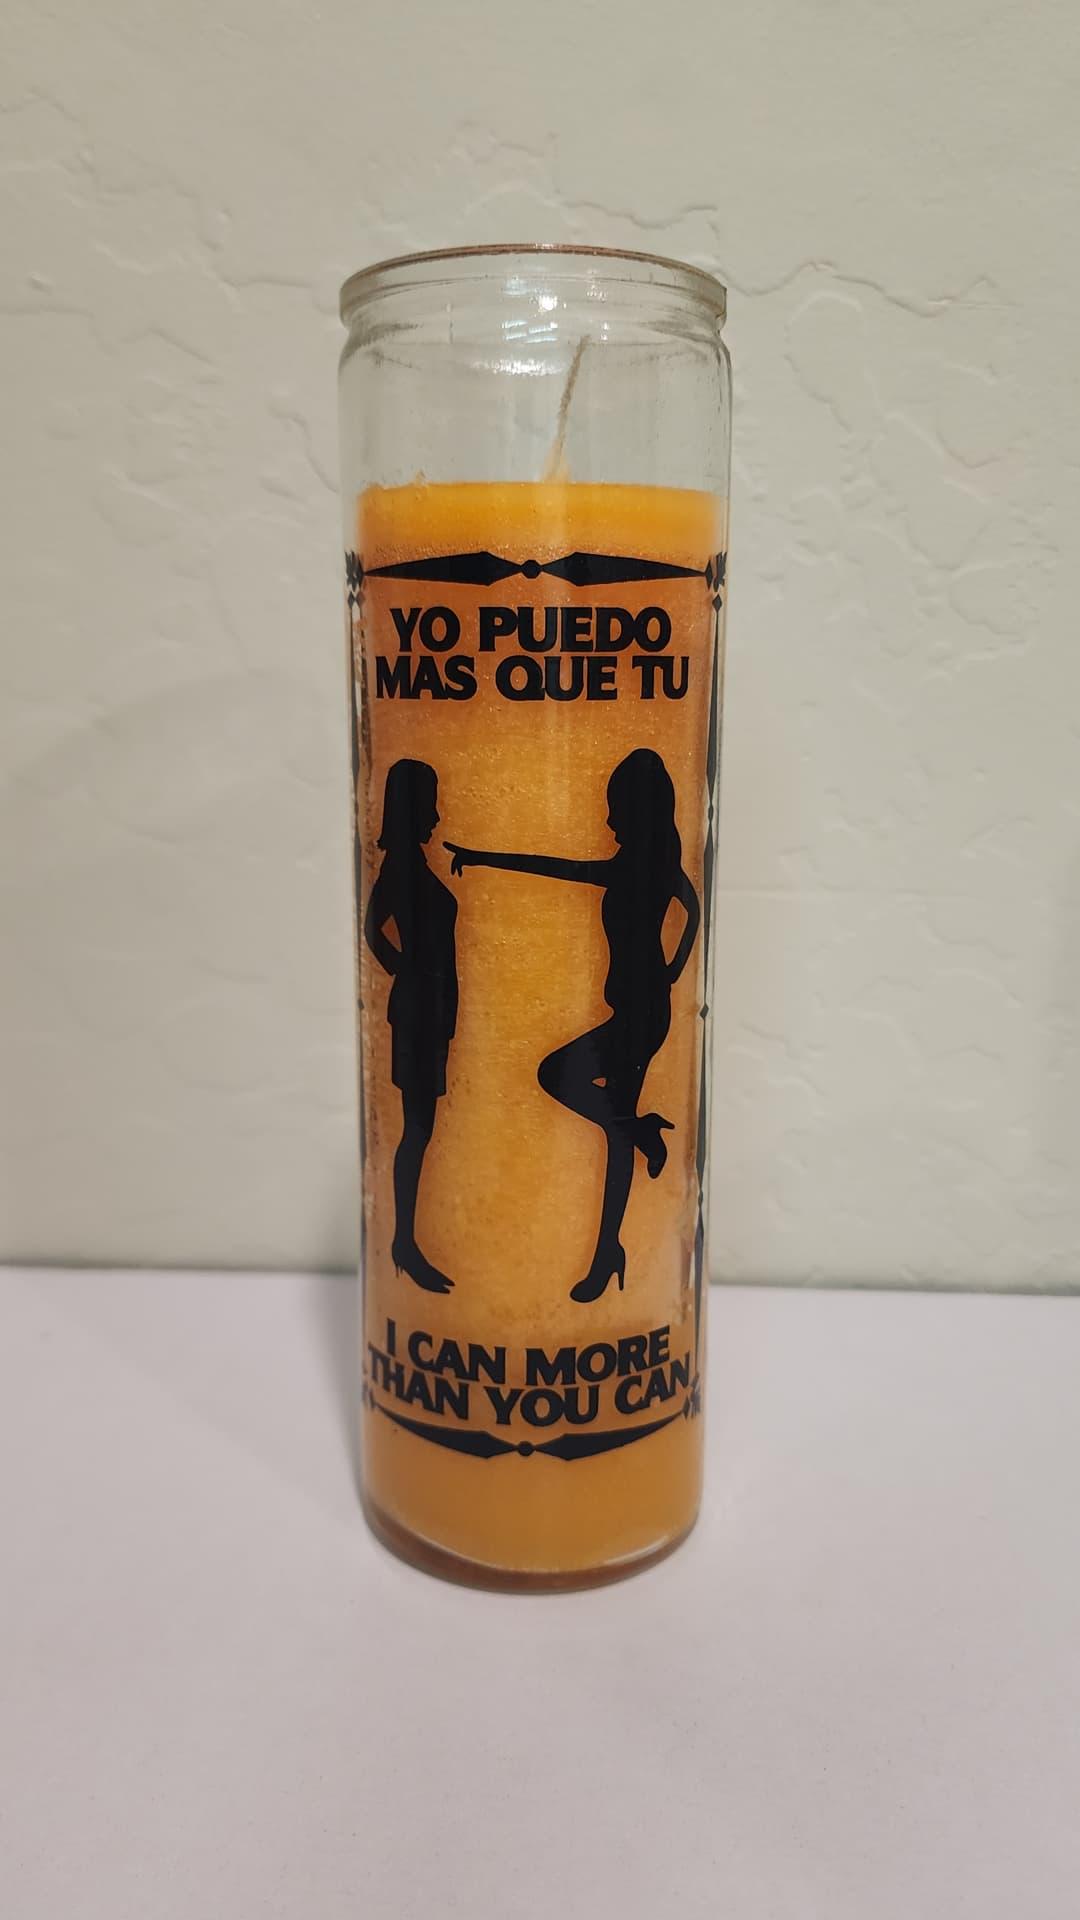 YO PUEDO
MAS QUE TU
I CAN MORE
THAN YOU CAN